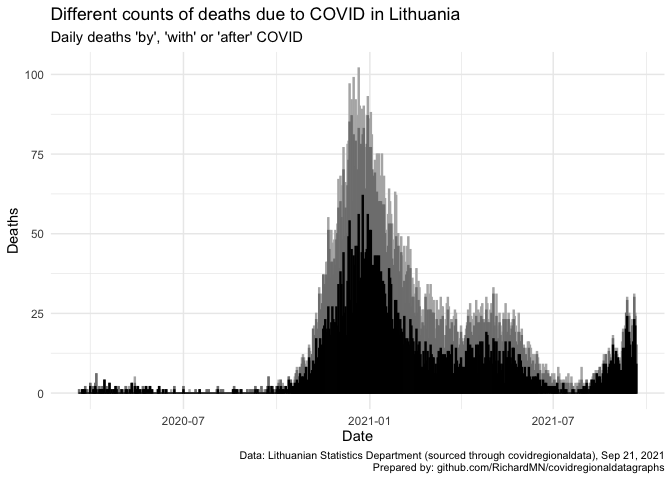 Different counts of deaths due to COVID in Lithuania
Daily deaths 'by', 'with' or 'after' COVID
100
75
50
25
0
Deaths
2020-07
2021-01
2021-07
Date
Data: Lithuanian Statistics Department (sourced through covidregionaldata), Sep 21, 2021
Prepared by: github.com/RichardMN/covidregionaldatagraphs